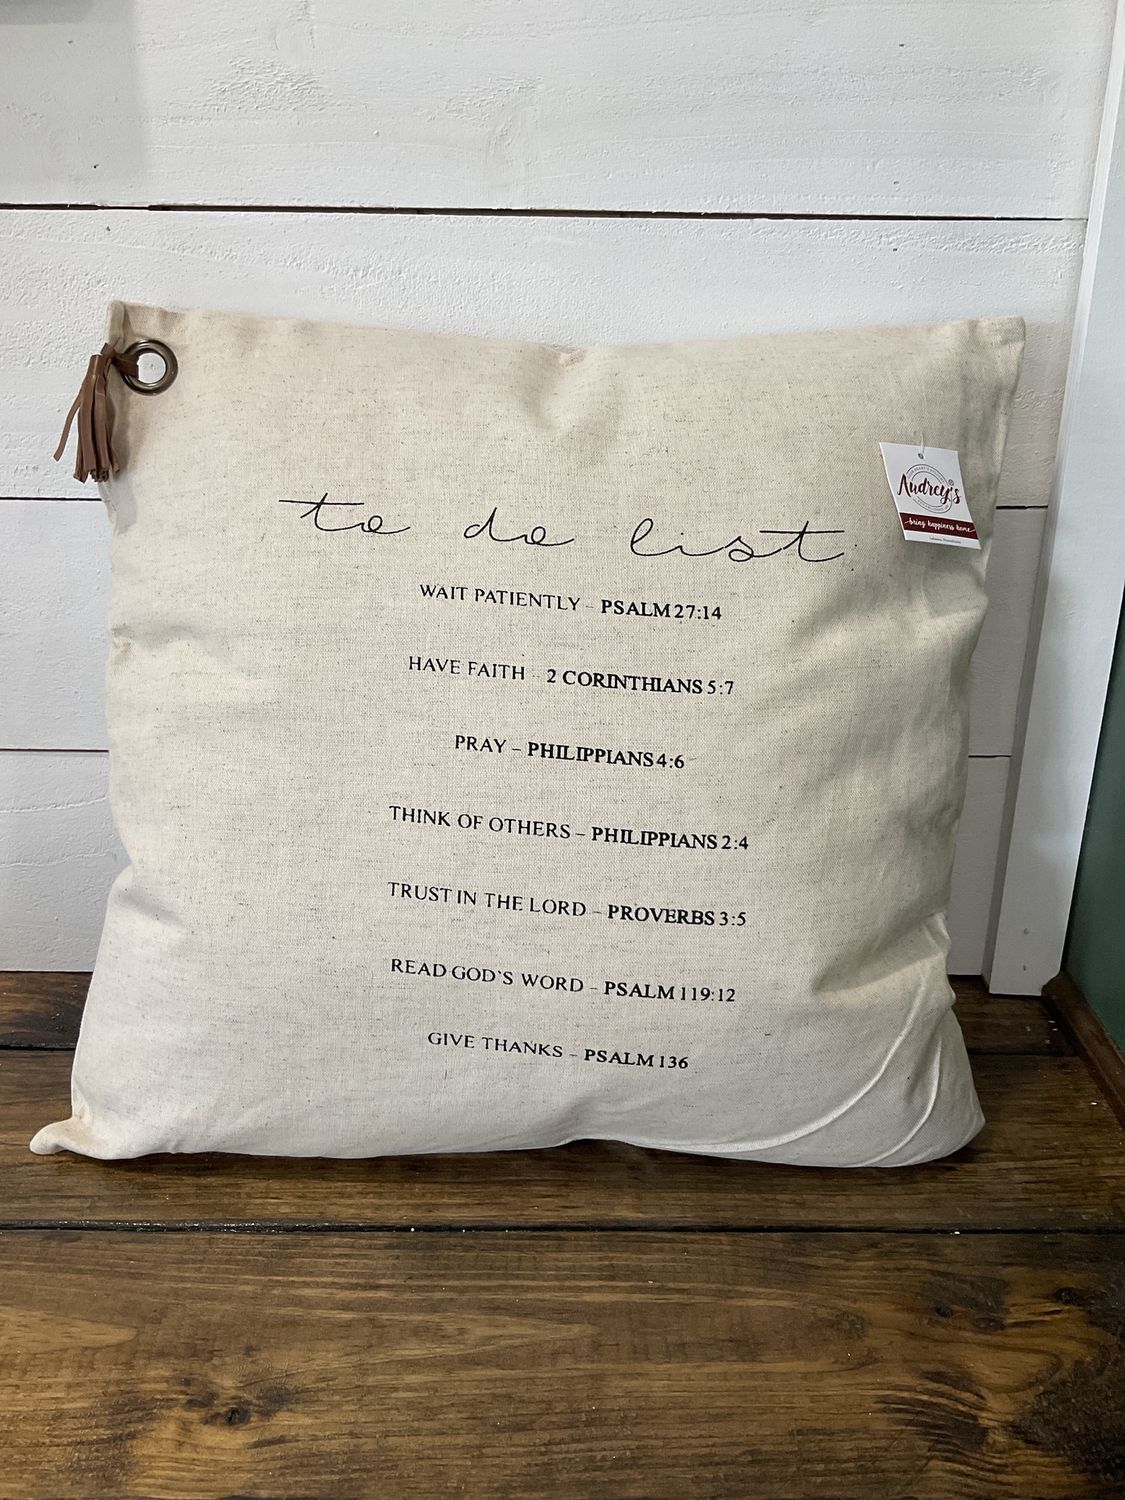 to do list
WAIT PATIENTLY - PSALM 27:14
HAVE FAITH - 2 CORINTHIANS 5:7
PRAY - PHILIPPIANS 4:6
THINK OF OTHERS - PHILIPPIANS 2:4
TRUST IN THE LORD - PROVERBS 3:5
READ GOD'S WORD - PSALM 119:12
GIVE THANKS - PSALM 136
Audrey's
bring happiness home